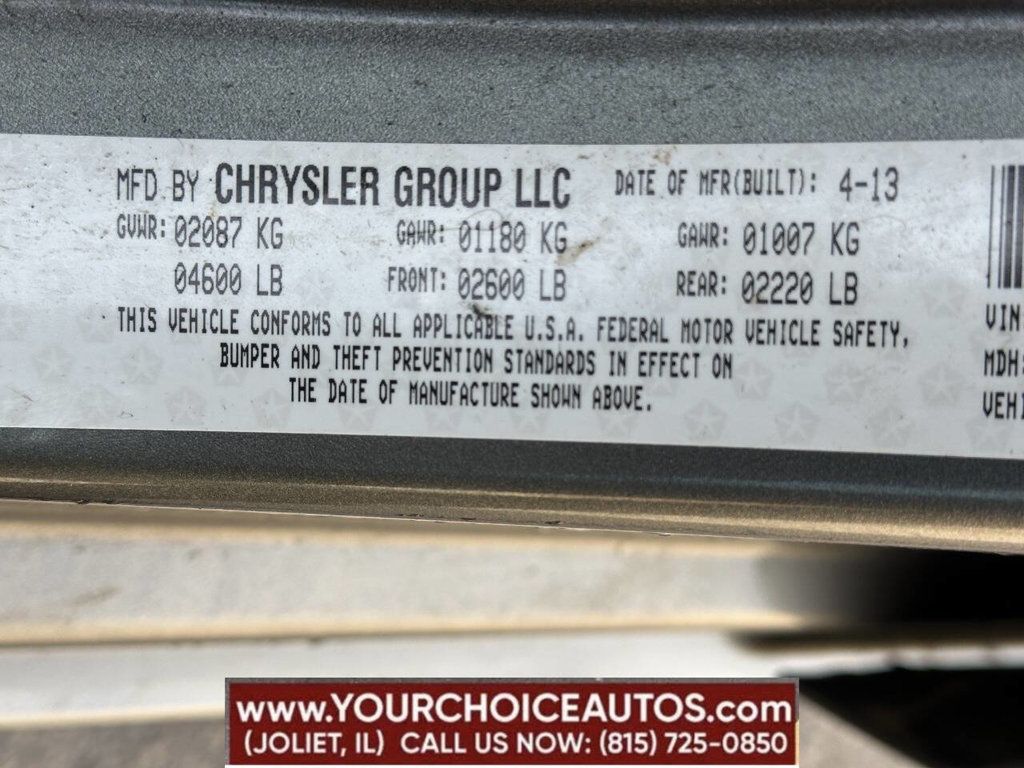 MFD BY CHRYSLER GROUP LLC DATE OF MFR(BUILT): 4-13
GVWR: 02087 KG GAWR: 01180 KG GAWR: 01007 KG
04600 LB FRONT: 02600 LB REAR: 02220 LB
THIS VEHICLE CONFORMS TO ALL APPLICABLE U.S.A. FEDERAL MOTOR VEHICLE SAFETY,
BUMPER AND THEFT PREVENTION STANDARDS IN EFFECT ON
THE DATE OF MANUFACTURE SHOWN ABOVE.
VIN
MDH:
VEHI
www.YOURCHOICEAUTOS.com
(JOLIET, IL) CALL US NOW: (815) 725-0850